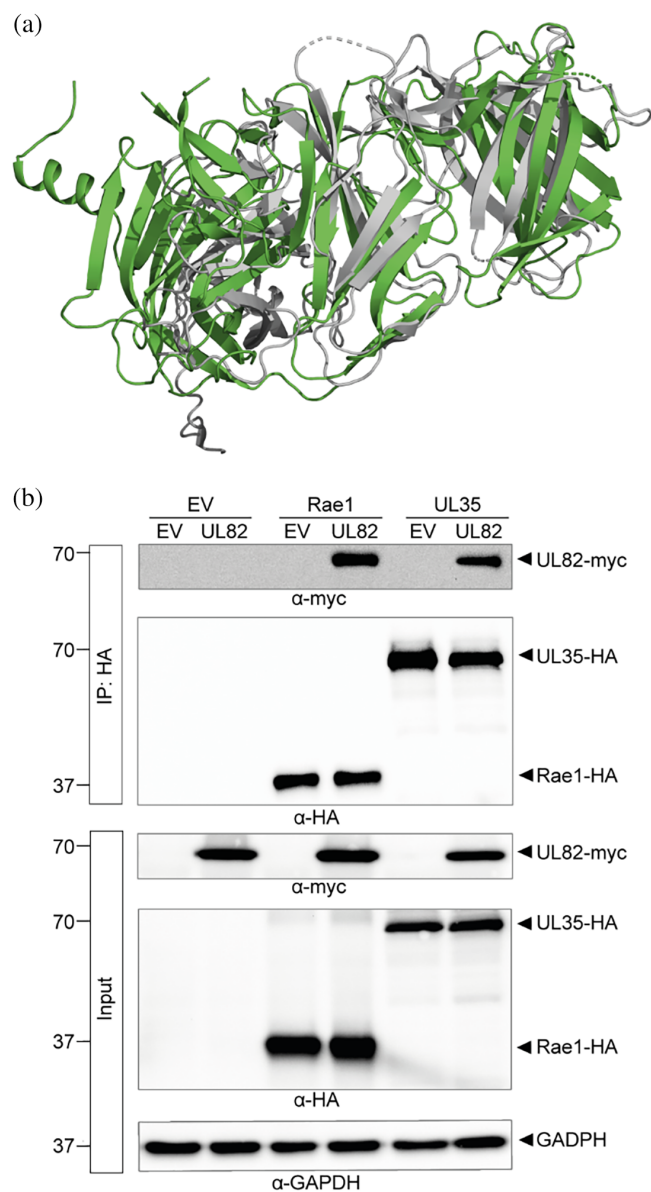 (a)
(b)
EV Rae1 UL35
EV UL82 EV UL82 EV UL82
IP: HA
70
UL82-myc
α-myc
70
UL35-HA
37
Rae1-HA
α-HA
Input
70
UL82-myc
α-myc
70
UL35-HA
37
Rae1-HA
α-HA
37
GADPH
α-GAPDH